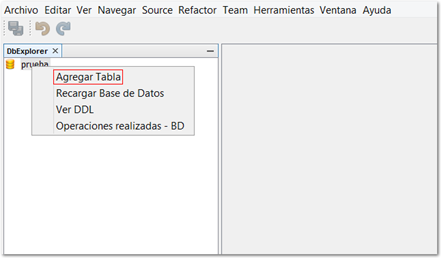 Archivo Editar Ver Navegar Source Refactor Team Herramientas Ventana Ayuda
DbExplorer
prueba
Agregar Tabla
Recargar Base de Datos
Ver DDL
Operaciones realizadas - BD